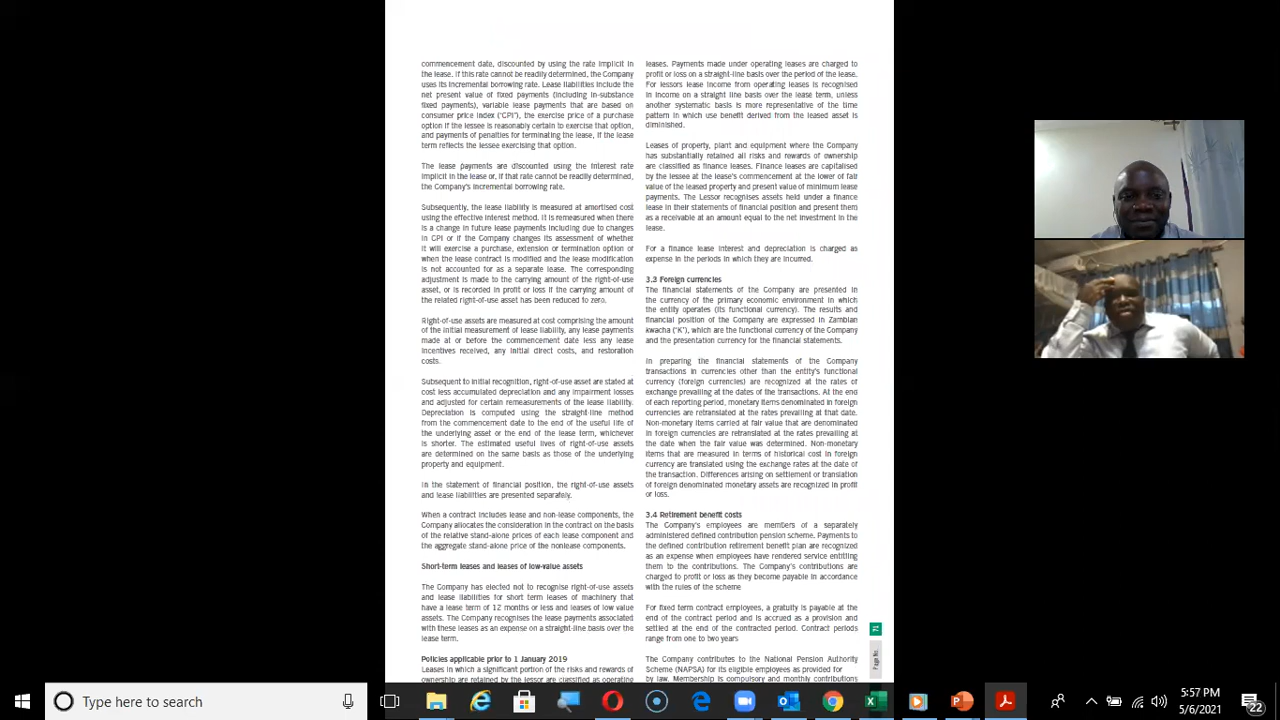 commencement date, discounted by using the rate implicit in
the lease. If this rate cannot be readily determined, the Company
uses its incremental borrowing rate. Lease liabilities include the
net present value of fixed payments (including in-substance
fixed payments), variable lease payments that are based on
consumer price index ('CPI'), the exercise price of a purchase
option if the lessee is reasonably certain to exercise that option,
and payments of penalties for terminating the lease, if the lease
term reflects the lessee exercising that option.
The lease payments are discounted using the interest rate
implicit in the lease or, if that rate cannot be readily determined,
the Company's incremental borrowing rate.
Subsequently, the lease liability is measured at amortised cost
using the effective interest method. It is remeasured when there
is a change in future lease payments including due to changes
in CPI or if the Company changes its assessment of whether
it will exercise a purchase, extension or termination option or
when the lease contract is modified and the lease modification
is not accounted for as a separate lease. The corresponding
adjustment is made to the carrying amount of the right-of-use
asset, or is recorded in profit or loss if the carrying amount of
the related right-of-use asset has been reduced to zero.
Right-of-use assets are measured at cost comprising the amount
of the initial measurement of lease liability, any lease payments
made at or before the commencement date less any lease
incentives received, any initial direct costs, and restoration
costs.
Subsequent to initial recognition, right-of-use asset are stated at
cost less accumulated depreciation and any impairment losses
and adjusted for certain remeasurements of the lease liability.
Depreciation is computed using the straight-line method
from the commencement date to the end of the useful life of
the underlying asset or the end of the lease term, whichever
is shorter. The estimated useful lives of right-of-use assets
are determined on the same basis as those of the underlying
property and equipment.
In the statement of financial position, the right-of-use assets
and lease liabilities are presented separately.
When a contract includes lease and non-lease components, the
Company allocates the consideration in the contract on the basis
of the relative stand-alone prices of each lease component and
the aggregate stand-alone price of the nonlease components.
Short-term leases and leases of low-value assets
The Company has elected not to recognise right-of-use assets
and lease liabilities for short term leases of machinery that
have a lease term of 12 months or less and leases of low value
assets. The Company recognises the lease payments associated
with these leases as an expense on a straight-line basis over the
lease term.
Policies applicable prior to 1 January 2019
Leases in which a significant portion of the risks and rewards of
ownership are retained by the lessor are classified as operating
leases. Payments made under operating leases are charged to
profit or loss on a straight-line basis over the period of the lease.
For lessors lease income from operating leases is recognised
in income on a straight line basis over the lease term, unless
another systematic basis is more representative of the time
pattern in which use benefit derived from the leased asset is
diminished.
Leases of property, plant and equipment where the Company
has substantially retained all risks and rewards of ownership
are classified as finance leases. Finance leases are capitalised
by the lessee at the lease's commencement at the lower of fair
value of the leased property and present value of minimum lease
payments. The Lessor recognises assets held under a finance
lease in their statements of financial position and present them
as a receivable at an amount equal to the net investment in the
lease.
For a finance lease interest and depreciation is charged as
expense in the periods in which they are incurred.
3.3 Foreign currencies
The financial statements of the Company are presented in
the currency of the primary economic environment in which
the entity operates (its functional currency). The results and
financial position of the Company are expressed in Zambian
kwacha ('K'), which are the functional currency of the Company
and the presentation currency for the financial statements.
In preparing the financial statements of the Company
transactions in currencies other than the entity's functional
currency (foreign currencies) are recognized at the rates of
exchange prevailing at the dates of the transactions. At the end
of each reporting period, monetary items denominated in foreign
currencies are retranslated at the rates prevailing at that date.
Non-monetary items carried at fair value that are denominated
in foreign currencies are retranslated at the rates prevailing at
the date when the fair value was determined. Non-monetary
items that are measured in terms of historical cost in foreign
currency are translated using the exchange rates at the date of
the transaction. Differences arising on settlement or translation
of foreign denominated monetary assets are recognized in profit
or loss.
3.4 Retirement benefit costs
The Company's employees are members of a separately
administered defined contribution pension scheme. Payments to
the defined contribution retirement benefit plan are recognized
as an expense when employees have rendered service entitling
them to the contributions. The Company's contributions are
charged to profit or loss as they become payable in accordance
with the rules of the scheme
For fixed term contract employees, a gratuity is payable at the
end of the contract period and is accrued as a provision and
settled at the end of the contracted period. Contract periods
range from one to two years
The Company contributes to the National Pension Authority
Scheme (NAPSA) for its eligible employees as provided for
by law. Membership is compulsory and monthly contributions
71
Page No.
Type here to search
5:57 PM
5/6/2021
22